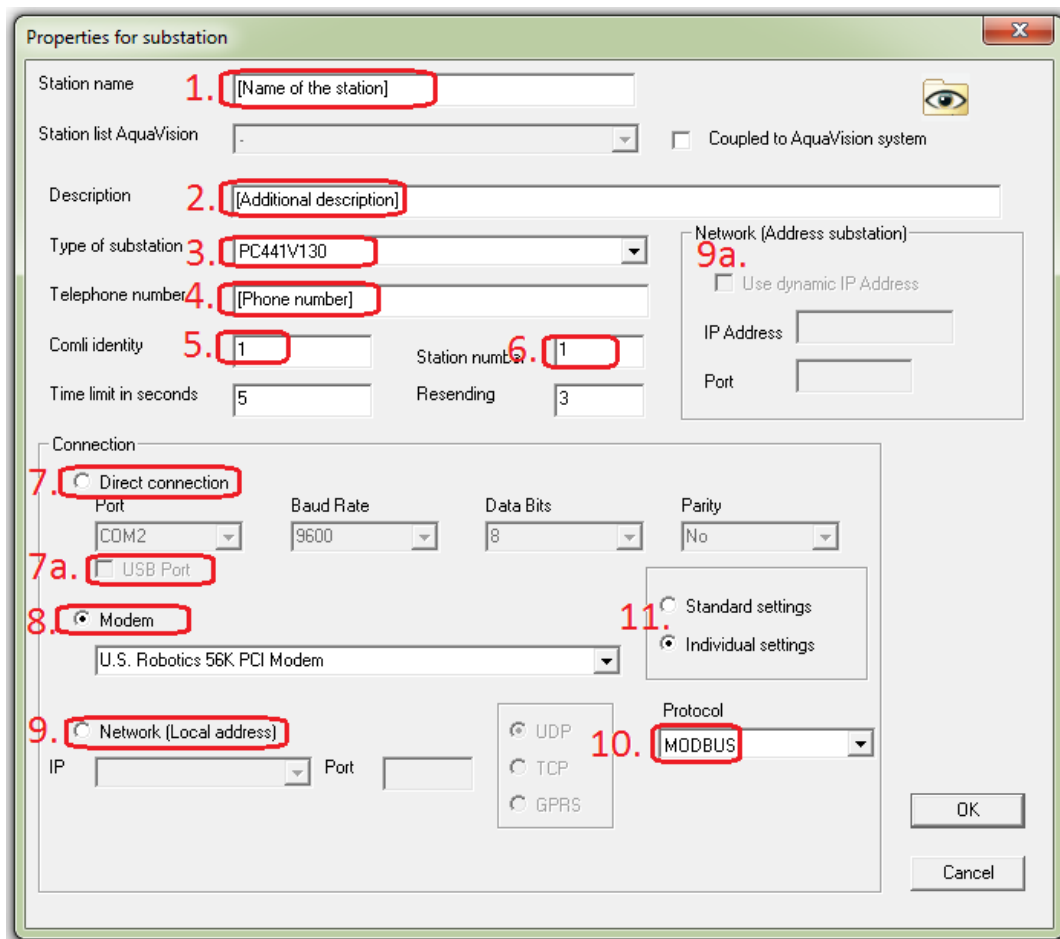 Properties for substation
Station name 1. [Name of the station]
Station list AquaVision - Coupled to AquaVision system
Description 2. [Additional description]
Type of substation 3. PC441V130
Network (Address substation)
9a.
Use dynamic IP Address
Telephone number 4. [Phone number]
IP Address
Comli identity 5. 1 Station number 6. 1
Port
Time limit in seconds 5 Resending 3
Connection
7. Direct connection
Port Baud Rate Data Bits Parity
COM2 9600 8 No
7a. USB Port
8. Modem
U.S. Robotics 56K PCI Modem
11. Standard settings
Individual settings
9. Network (Local address)
IP Port
UDP
TCP
GPRS
Protocol
10. MODBUS
OK
Cancel